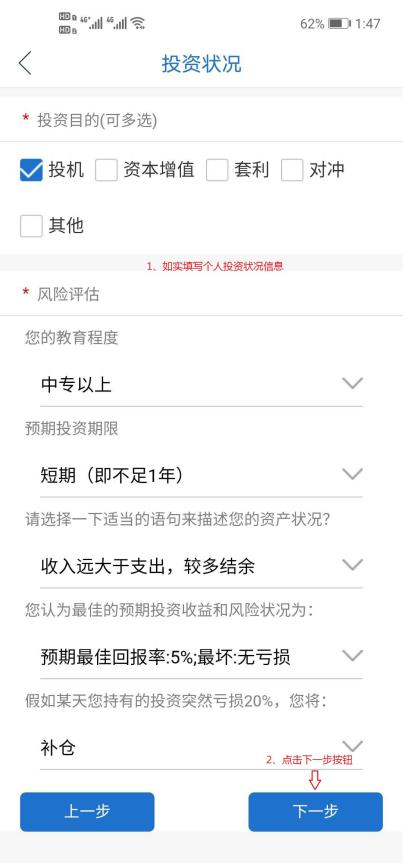 HD 1 4G+ 4G 62% 1:47
HD 2
投资状况
* 投资目的(可多选)
投机 资本增值 套利 对冲
其他
1、如实填写个人投资状况信息
* 风险评估
您的教育程度
中专以上
预期投资期限
短期（即不足1年）
请选择一下适当的语句来描述您的资产状况？
收入远大于支出，较多结余
您认为最佳的预期投资收益和风险状况为：
预期最佳回报率:5%;最坏:无亏损
假如某天您持有的投资突然亏损20%，您将：
补仓
2、点击下一步按钮
上一步 下一步